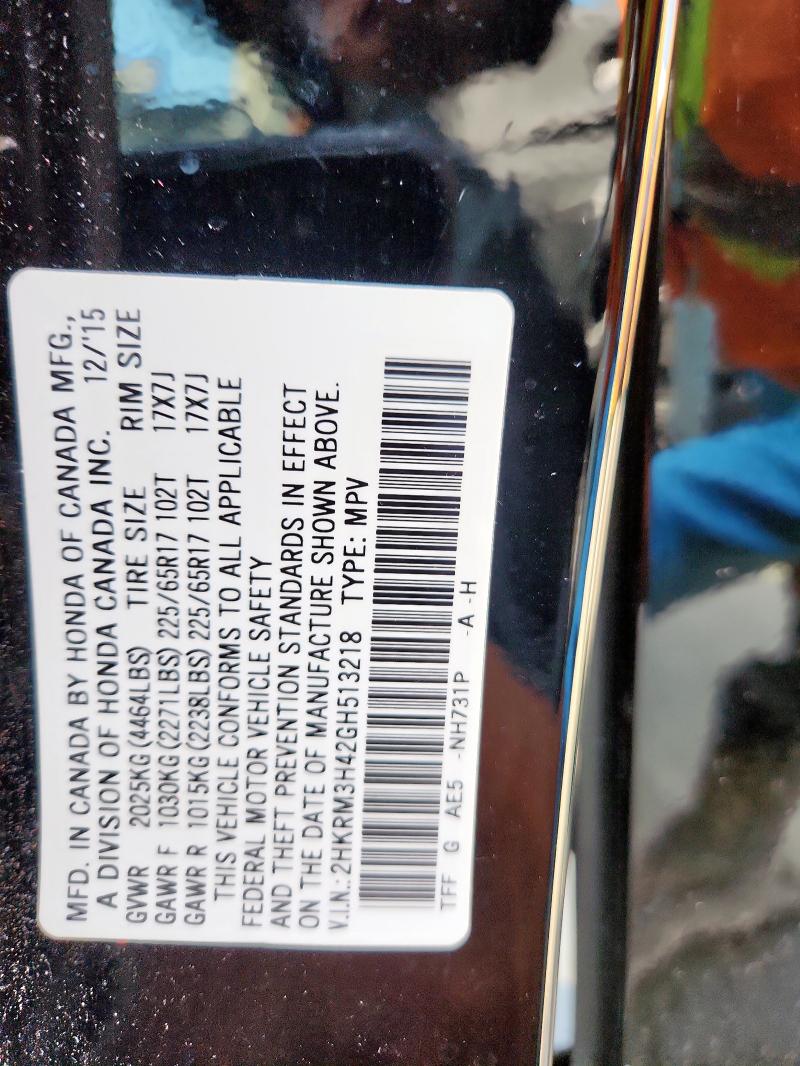 MFD. IN CANADA BY HONDA OF CANADA MFG.,
A DIVISION OF HONDA CANADA INC. 12/'15
GVWR 2025KG (4464LBS) TIRE SIZE RIM SIZE
GAWR F 1030KG (2271LBS) 225/65R17 102T 17X7J
GAWR R 1015KG (2238LBS) 225/65R17 102T 17X7J
THIS VEHICLE CONFORMS TO ALL APPLICABLE
FEDERAL MOTOR VEHICLE SAFETY
AND THEFT PREVENTION STANDARDS IN EFFECT
ON THE DATE OF MANUFACTURE SHOWN ABOVE.
V.I.N.: 2HKRM3H42GH513218 TYPE: MPV
TFF G AE5 -NH731P -A -H